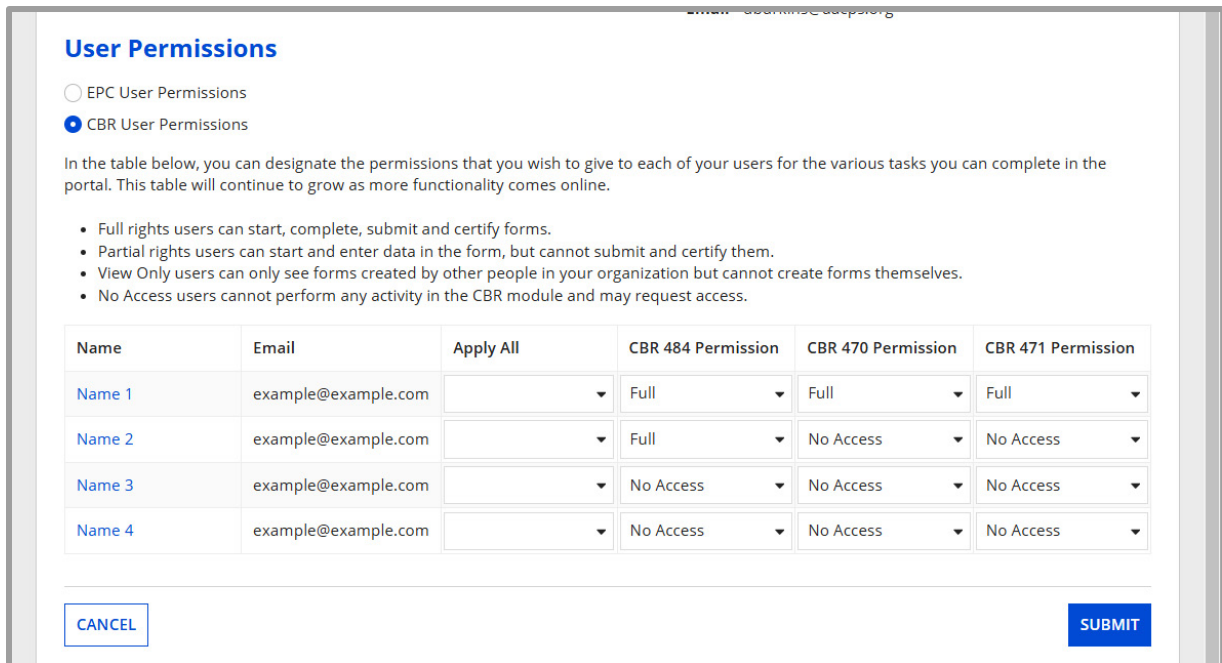 User Permissions
EPC User Permissions
CBR User Permissions
In the table below, you can designate the permissions that you wish to give to each of your users for the various tasks you can complete in the
portal. This table will continue to grow as more functionality comes online.
• Full rights users can start, complete, submit and certify forms.
• Partial rights users can start and enter data in the form, but cannot submit and certify them.
• View Only users can only see forms created by other people in your organization but cannot create forms themselves.
• No Access users cannot perform any activity in the CBR module and may request access.
Name Email Apply All CBR 484 Permission CBR 470 Permission CBR 471 Permission
Name 1 example@example.com Full Full Full
Name 2 example@example.com Full No Access No Access
Name 3 example@example.com No Access No Access No Access
Name 4 example@example.com No Access No Access No Access
CANCEL SUBMIT